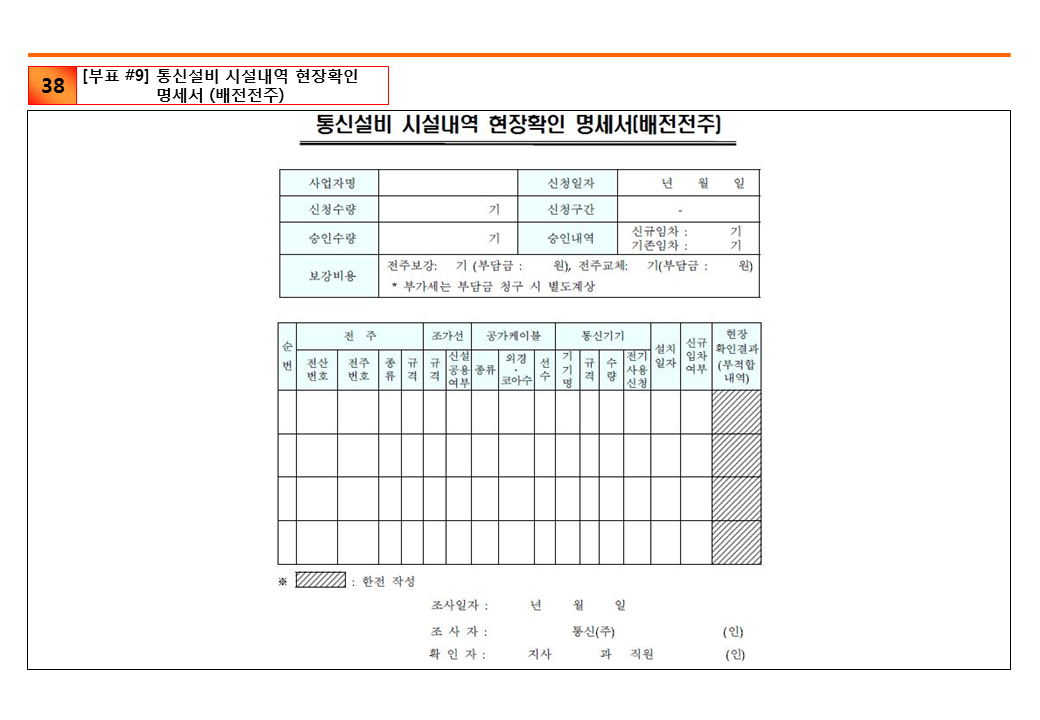 38
[부표 #9] 통신설비 시설내역 현장확인
명세서 (배전전주)
통신설비 시설내역 현장확인 명세서(배전전주)
사업자명 신청일자 년 월 일
신청수량 기 신청구간 -
승인수량 기 승인내역 신규임차 : 기
기존임차 : 기
보강비용 전주보강: 기 (부담금 : 원), 전주교체: 기(부담금 : 원)
* 부가세는 부담금 청구 시 별도계상
순번 전 주 조가선 공가케이블 통신기기 설치일자 신규임차여부 현장확인결과(부적합내역)
전산번호 전주번호 종류 규격 규격 신설공용여부 종류 외경·코아수 선수 기기명 규격 수량 전기사용신청
※ : 한전 작성
조사일자 : 년 월 일
조 사 자 : 통신(주) (인)
확 인 자 : 지사 과 직원 (인)